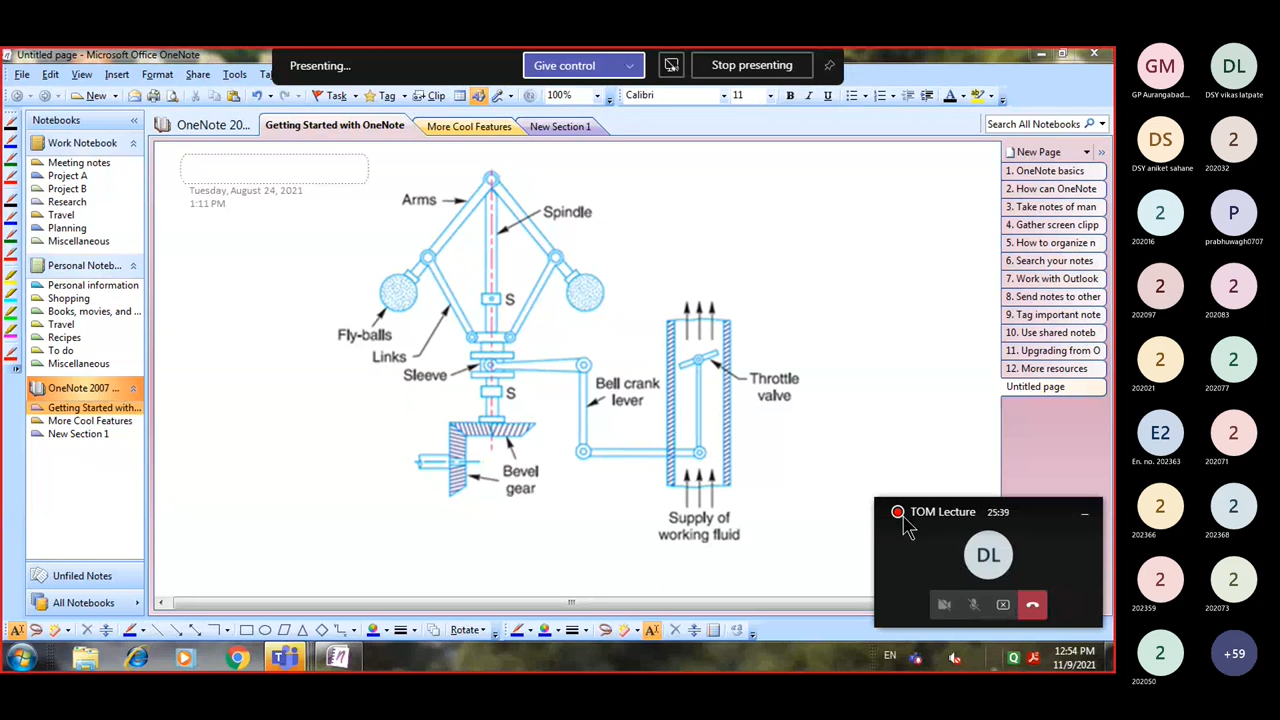 Untitled page - Microsoft Office OneNote
Presenting...
Give control
Stop presenting
File Edit View Insert Format Share Tools Ta
New
Task
Tag
Clip
100%
Calibri
11
B I U
A
Notebooks
Work Notebook
Meeting notes
Project A
Project B
Research
Travel
Planning
Miscellaneous
Personal Noteb...
Personal information
Shopping
Books, movies, and ...
Travel
Recipes
To do
Miscellaneous
OneNote 2007 ...
Getting Started with...
More Cool Features
New Section 1
Unfiled Notes
All Notebooks
OneNote 20...
Getting Started with OneNote
More Cool Features
New Section 1
Search All Notebooks
Tuesday, August 24, 2021
1:11 PM
Arms
Spindle
S
Fly-balls
Links
Sleeve
S
Bell crank
lever
Throttle
valve
Bevel
gear
Supply of
working fluid
New Page
1. OneNote basics
2. How can OneNote
3. Take notes of man
4. Gather screen clipp
5. How to organize n
6. Search your notes
7. Work with Outlook
8. Send notes to other
9. Tag important note
10. Use shared noteb
11. Upgrading from O
12. More resources
Untitled page
TOM Lecture 25:39
DL
Rotate
EN
12:54 PM
11/9/2021
GM DL
GP Aurangabad... DSY vikas latpate
DS 2
DSY aniket sahane 202032
2 P
202016 prabhuwagh0707
2 2
202097 202083
2 2
202021 202077
E2 2
En. no. 202363 202071
2 2
202366 202368
2 2
202359 202073
2 +59
202050